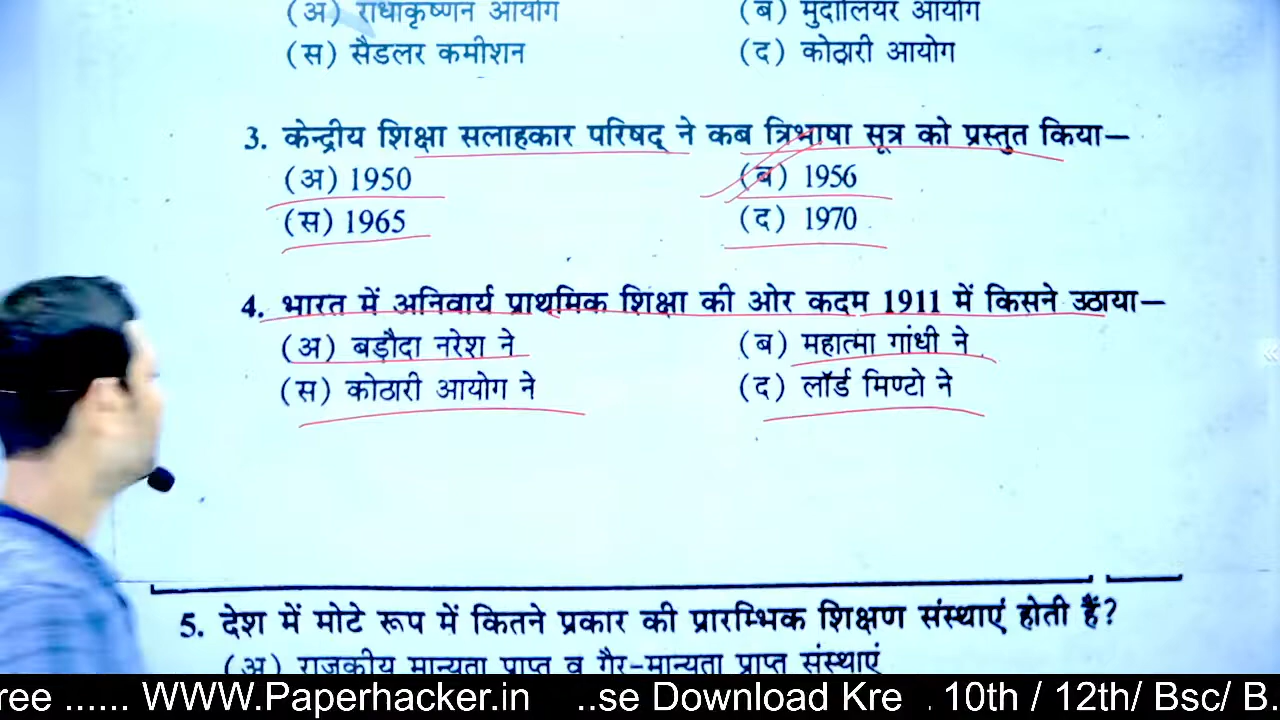 (अ) राधाकृष्णन आयोग (ब) मुदालियर आयोग
(स) सैडलर कमीशन (द) कोठारी आयोग
3. केन्द्रीय शिक्षा सलाहकार परिषद् ने कब त्रिभाषा सूत्र को प्रस्तुत किया—
(अ) 1950 (ब) 1956
(स) 1965 (द) 1970
4. भारत में अनिवार्य प्राथमिक शिक्षा की ओर कदम 1911 में किसने उठाया—
(अ) बड़ौदा नरेश ने (ब) महात्मा गांधी ने
(स) कोठारी आयोग ने (द) लॉर्ड मिण्टो ने
5. देश में मोटे रूप में कितने प्रकार की प्रारम्भिक शिक्षण संस्थाएं होती हैं?
(अ) राजकीय मान्यता प्राप्त व गैर-मान्यता प्राप्त संस्थाएं
ree ...... WWW.Paperhacker.in ..se Download Kre . 10th / 12th/ Bsc/ B.